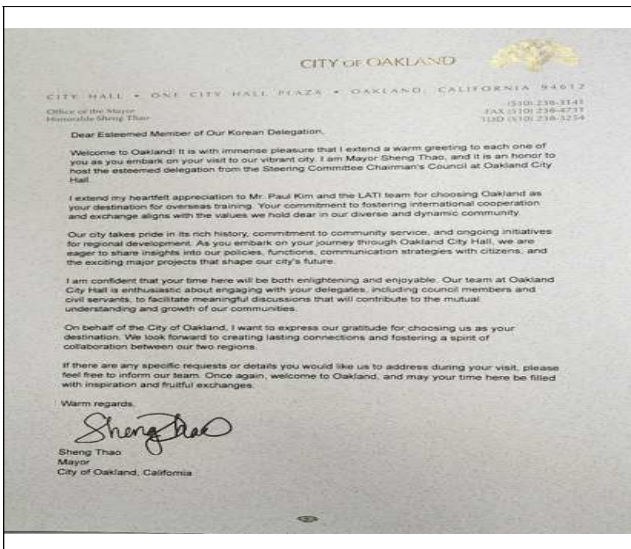 CITY OF OAKLAND
CITY HALL • ONE CITY HALL PLAZA • OAKLAND, CALIFORNIA 94612
Office of the Mayor
Honorable Sheng Thao
(510) 238-3141
FAX (510) 238-4731
TDD (510) 238-3254
Dear Esteemed Member of Our Korean Delegation,
Welcome to Oakland! It is with immense pleasure that I extend a warm greeting to each one of
you as you embark on your visit to our vibrant city. I am Mayor Sheng Thao, and it is an honor to
host the esteemed delegation from the Steering Committee Chairman's Council at Oakland City
Hall.
I extend my heartfelt appreciation to Mr. Paul Kim and the LATI team for choosing Oakland as
your destination for overseas training. Your commitment to fostering international cooperation
and exchange aligns with the values we hold dear in our diverse and dynamic community.
Our city takes pride in its rich history, commitment to community service, and ongoing initiatives
for regional development. As you embark on your journey through Oakland City Hall, we are
eager to share insights into our policies, functions, communication strategies with citizens, and
the exciting major projects that shape our city's future.
I am confident that your time here will be both enlightening and enjoyable. Our team at Oakland
City Hall is enthusiastic about engaging with your delegates, including council members and
civil servants, to facilitate meaningful discussions that will contribute to the mutual
understanding and growth of our communities.
On behalf of the City of Oakland, I want to express our gratitude for choosing us as your
destination. We look forward to creating lasting connections and fostering a spirit of
collaboration between our two regions.
If there are any specific requests or details you would like us to address during your visit, please
feel free to inform our team. Once again, welcome to Oakland, and may your time here be filled
with inspiration and fruitful exchanges.
Warm regards,
Sheng Thao
Sheng Thao
Mayor
City of Oakland, California